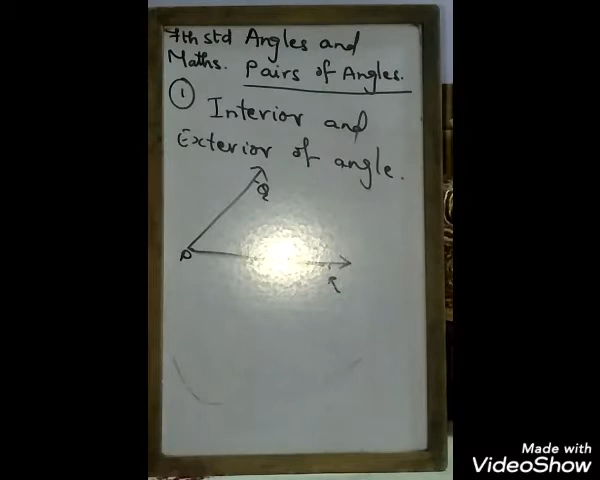 7th std Angles and
Maths. Pairs of Angles.
1 Interior and
Exterior of angle.
Q
P
R
Made with
VideoShow